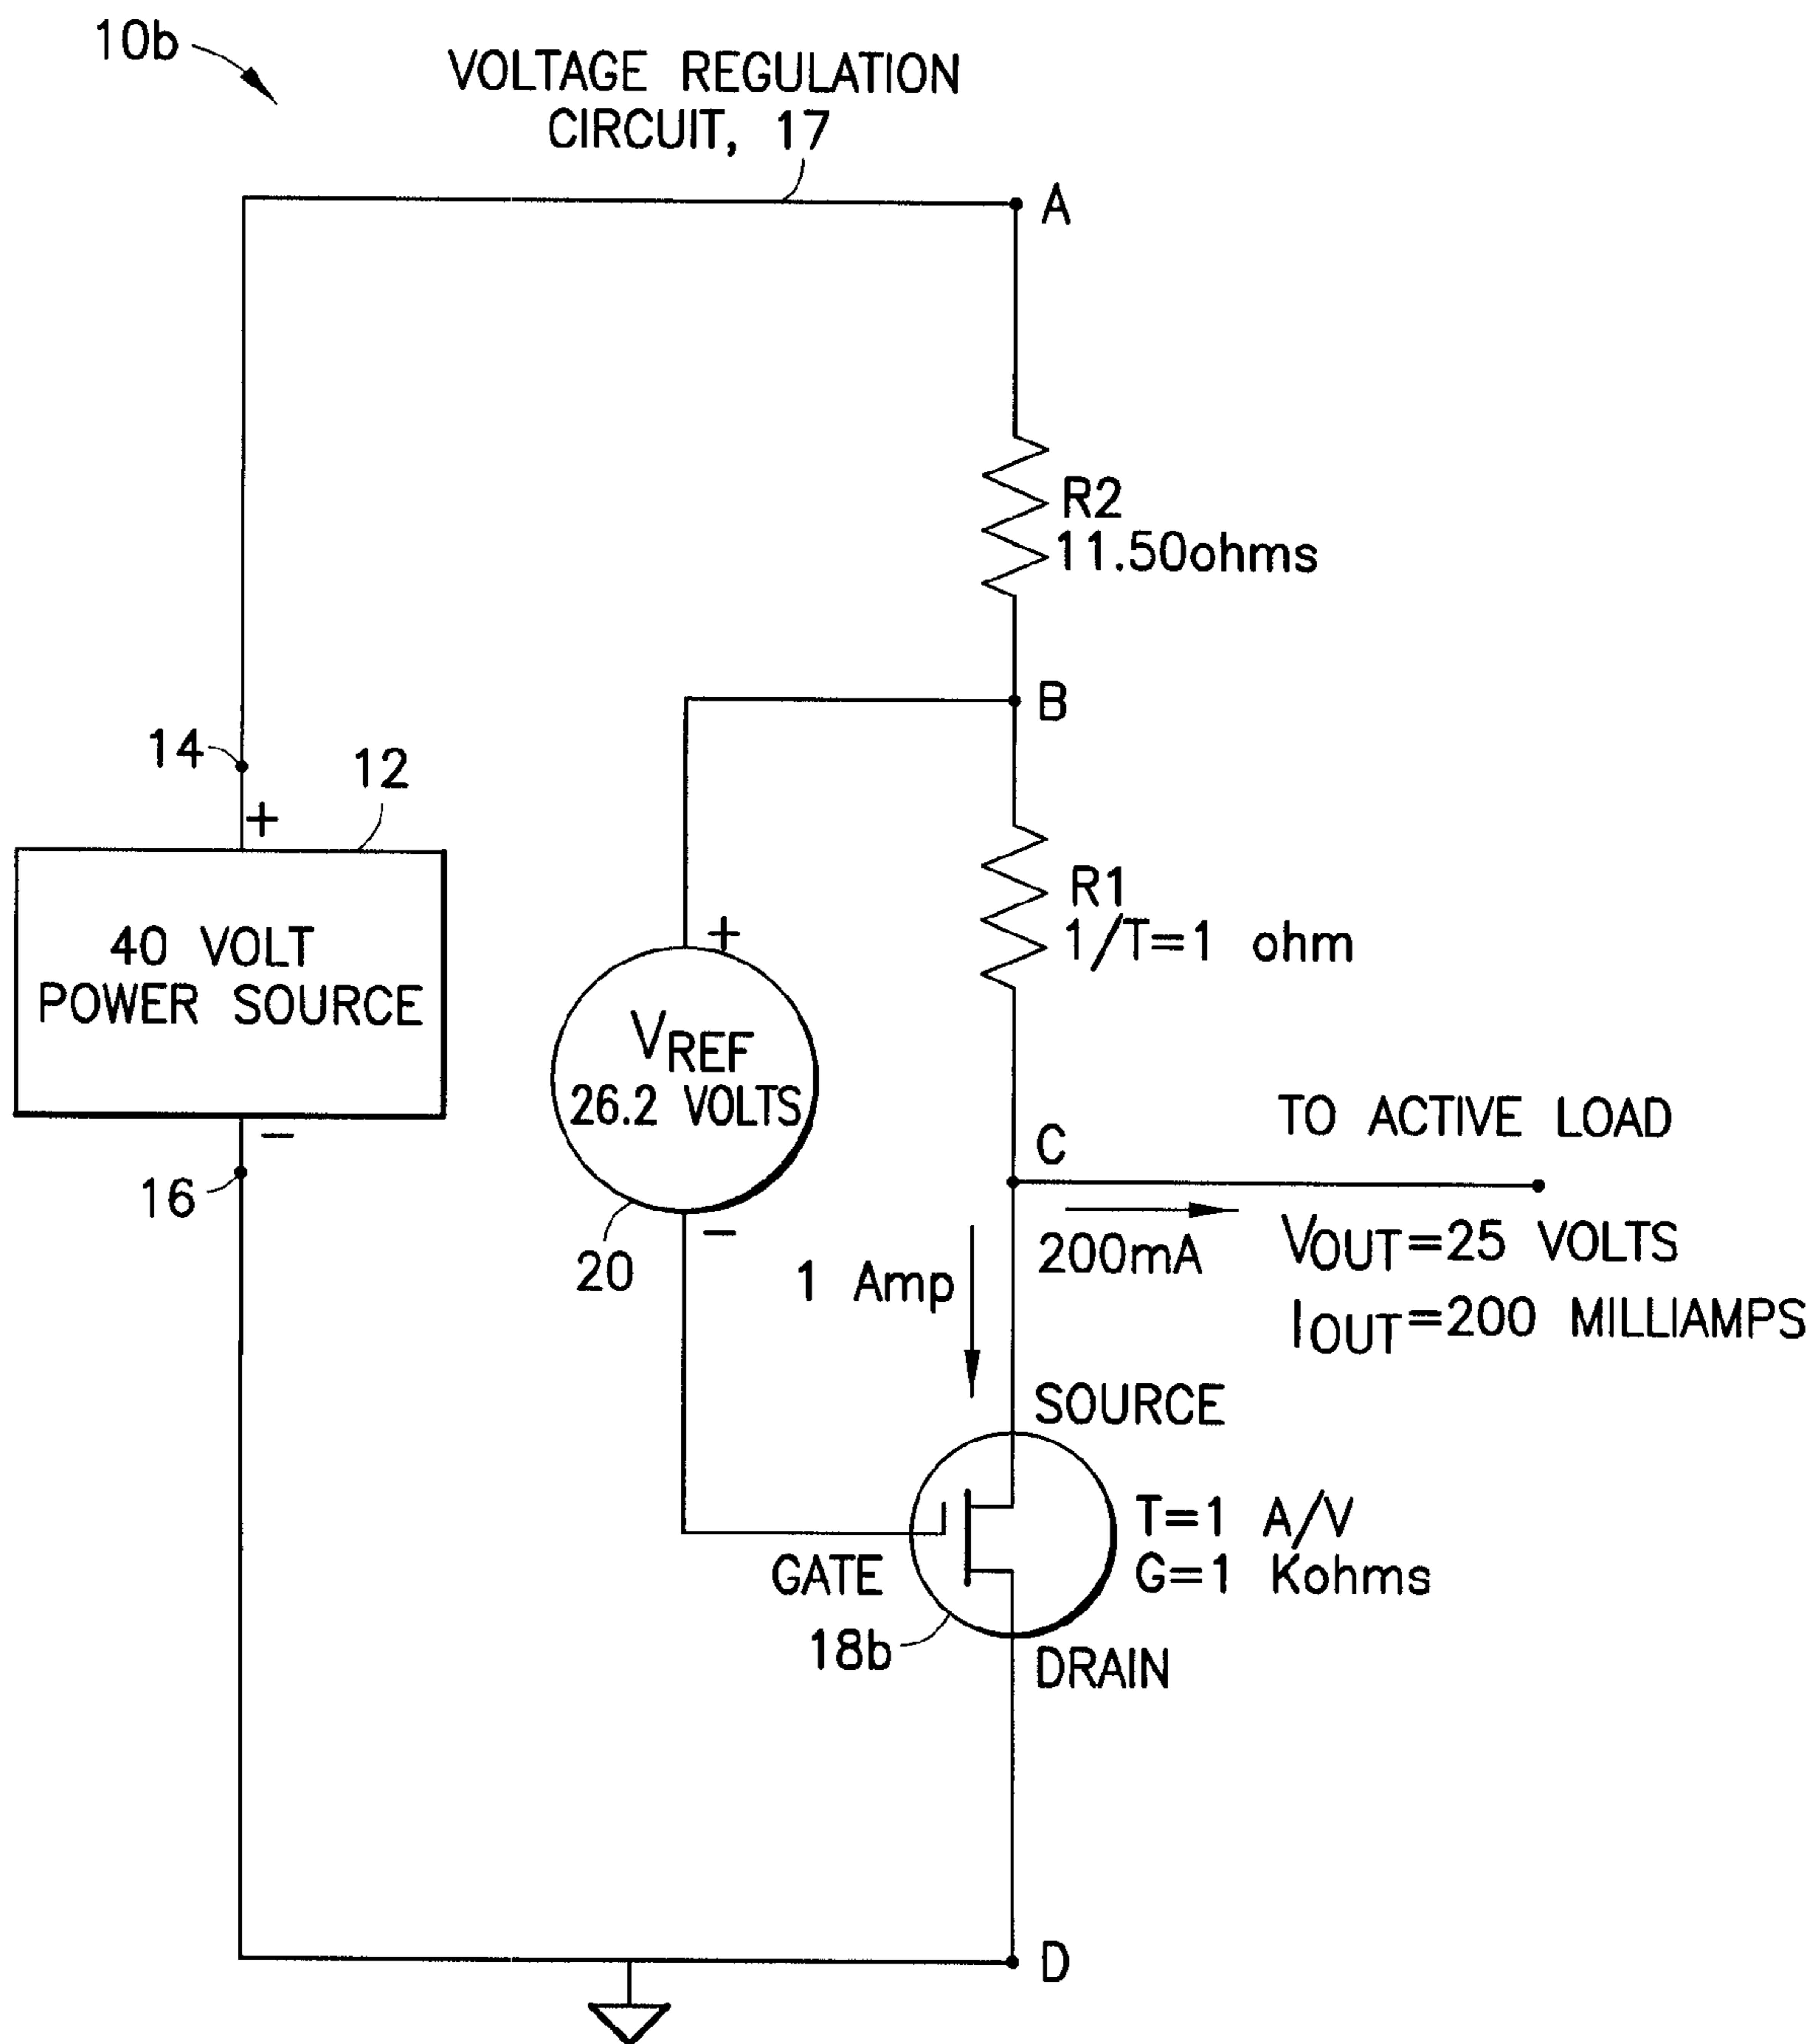 10b
VOLTAGE REGULATION
CIRCUIT, 17
A
R2
11.50ohms
B
14
12
+
40 VOLT
POWER SOURCE
−
16
+
VREF
26.2 VOLTS
−
20
R1
1/T=1 ohm
C
TO ACTIVE LOAD
200mA
VOUT=25 VOLTS
IOUT=200 MILLIAMPS
1 Amp
SOURCE
T=1 A/V
G=1 Kohms
GATE
18b
DRAIN
D